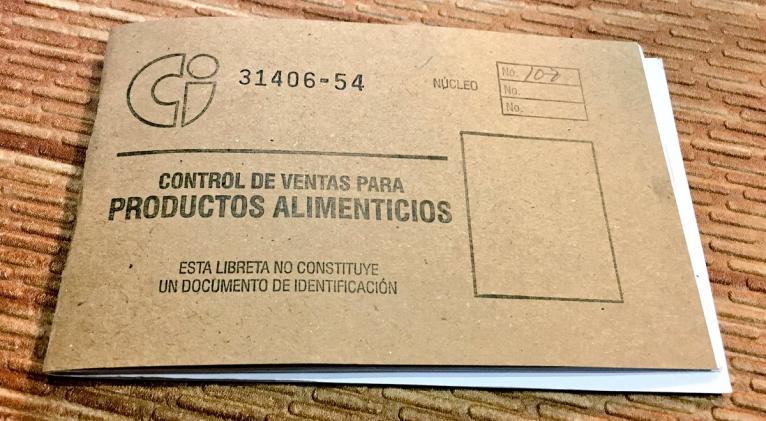 CCI
31406-54
NÚCLEO
No. 107
No.
No.
CONTROL DE VENTAS PARA
PRODUCTOS ALIMENTICIOS
ESTA LIBRETA NO CONSTITUYE
UN DOCUMENTO DE IDENTIFICACIÓN